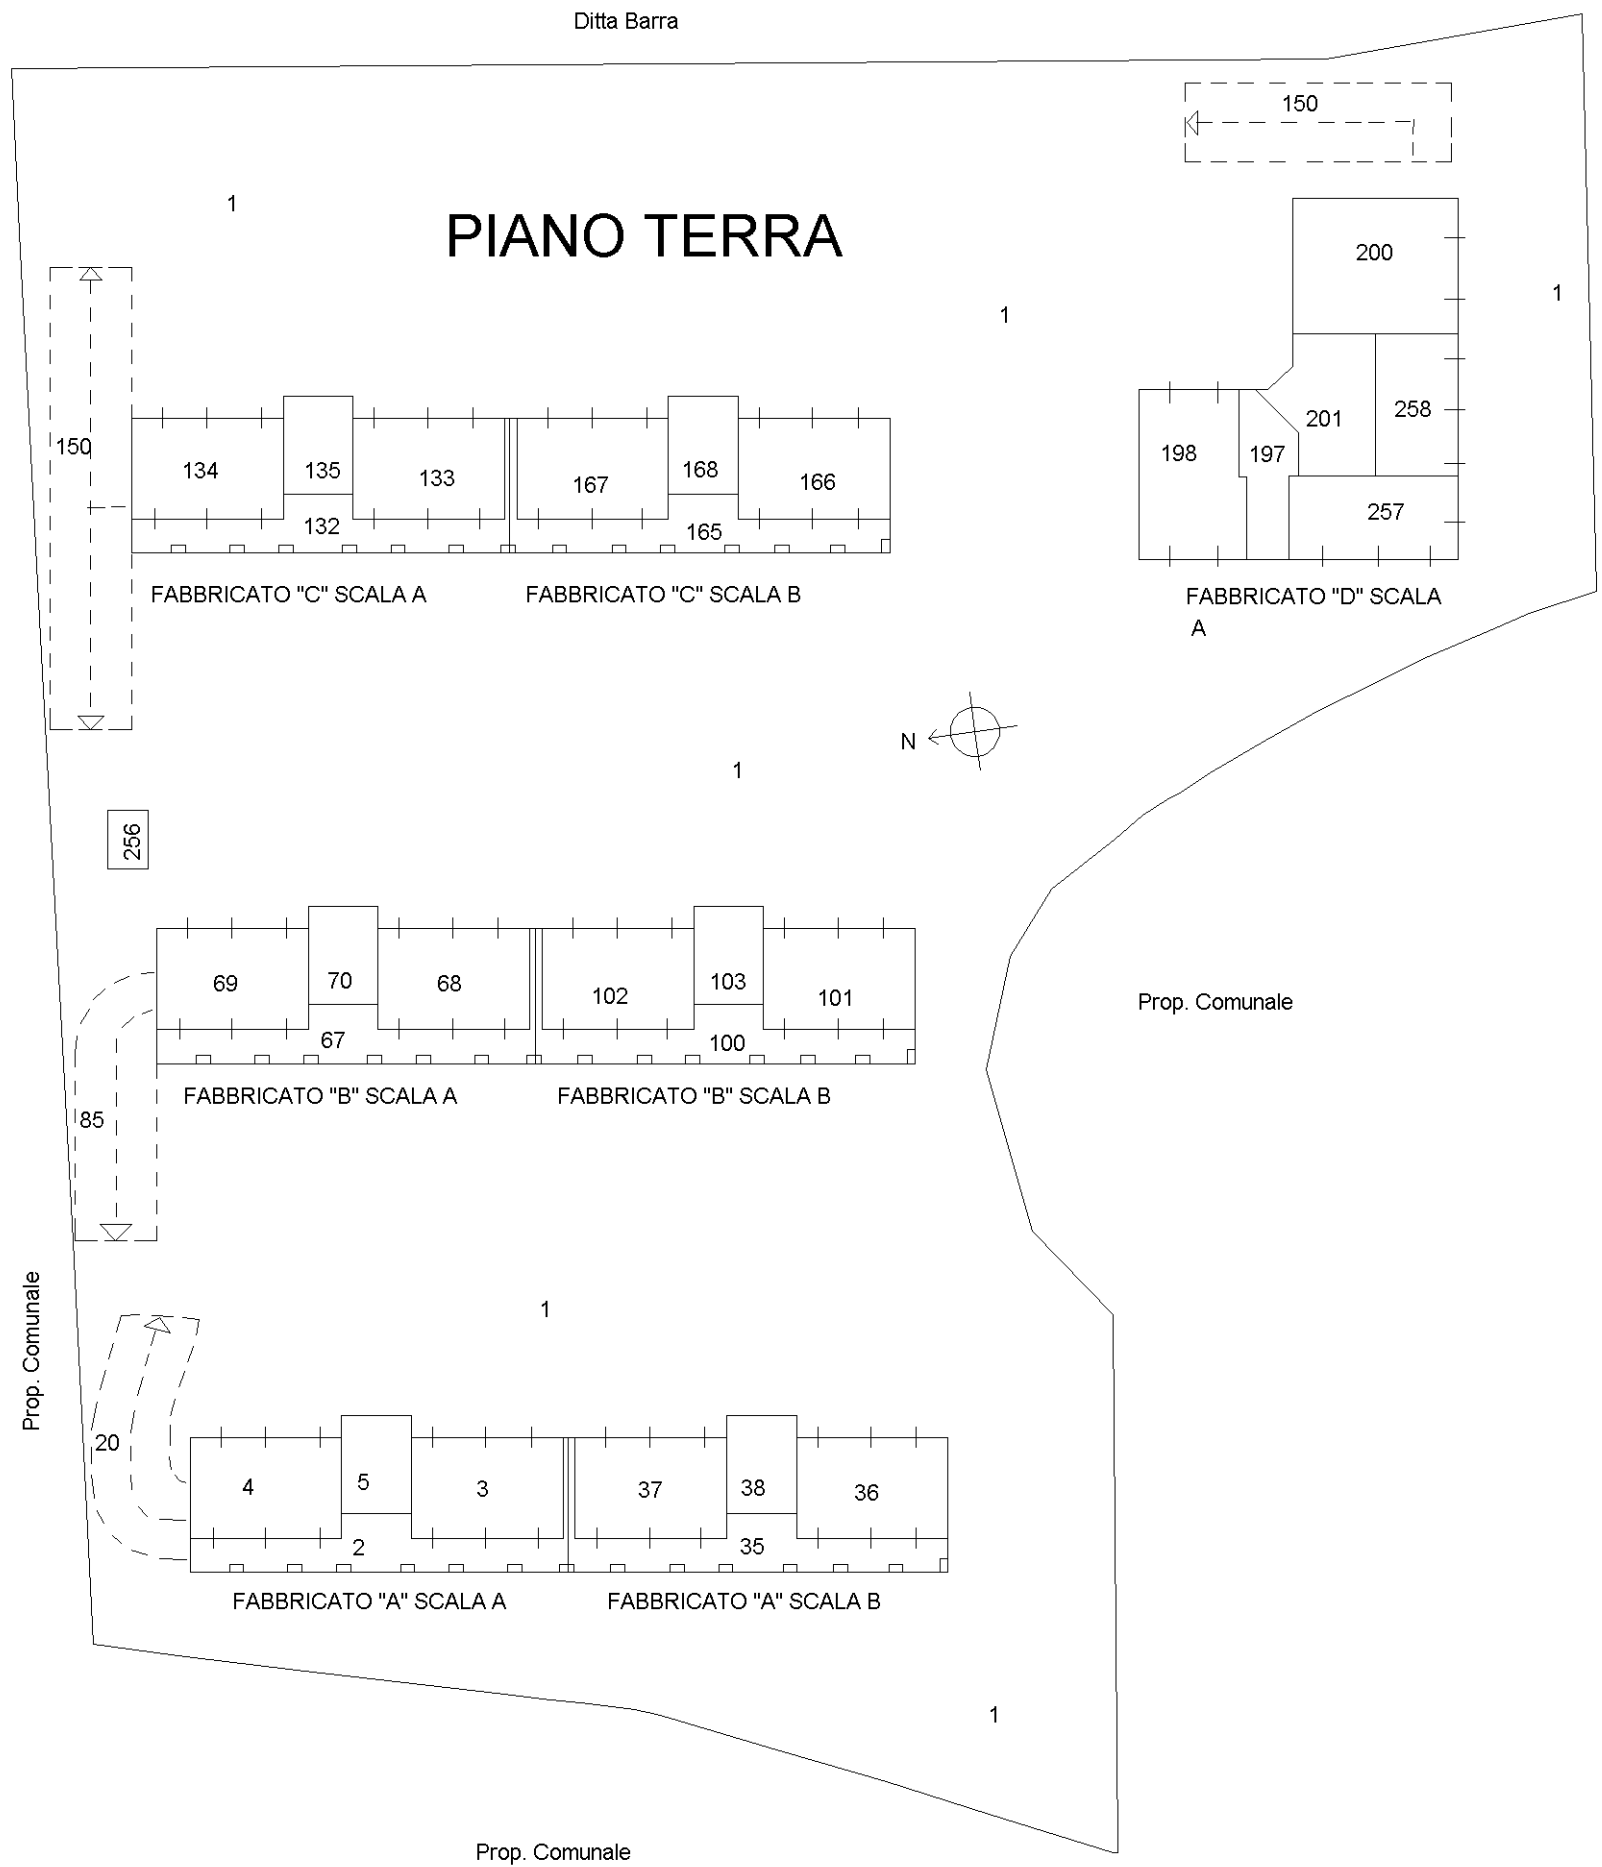 Ditta Barra
150
1
PIANO TERRA
200
1
1
150
134
135
133
167
168
166
132
165
198
197
201
258
257
FABBRICATO "C" SCALA A
FABBRICATO "C" SCALA B
FABBRICATO "D" SCALA
A
N
1
256
69
70
68
102
103
101
67
100
Prop. Comunale
FABBRICATO "B" SCALA A
FABBRICATO "B" SCALA B
85
Prop. Comunale
1
20
4
5
3
37
38
36
2
35
FABBRICATO "A" SCALA A
FABBRICATO "A" SCALA B
1
Prop. Comunale